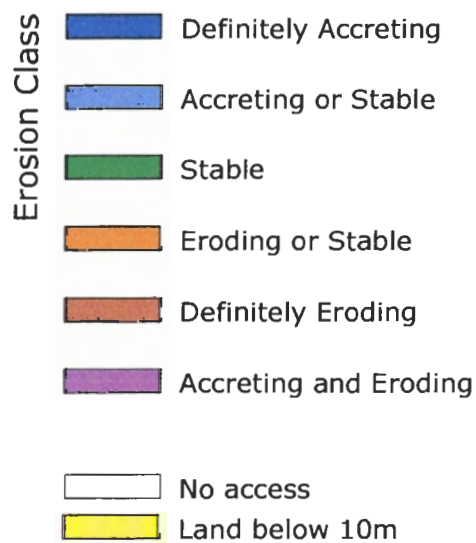 Erosion Class
Definitely Accreting
Accreting or Stable
Stable
Eroding or Stable
Definitely Eroding
Accreting and Eroding
No access
Land below 10m